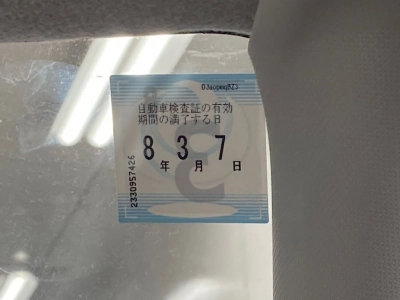 自動車検査証の有効
期間の満了する日
8 3 7
年 月 日
2330957426